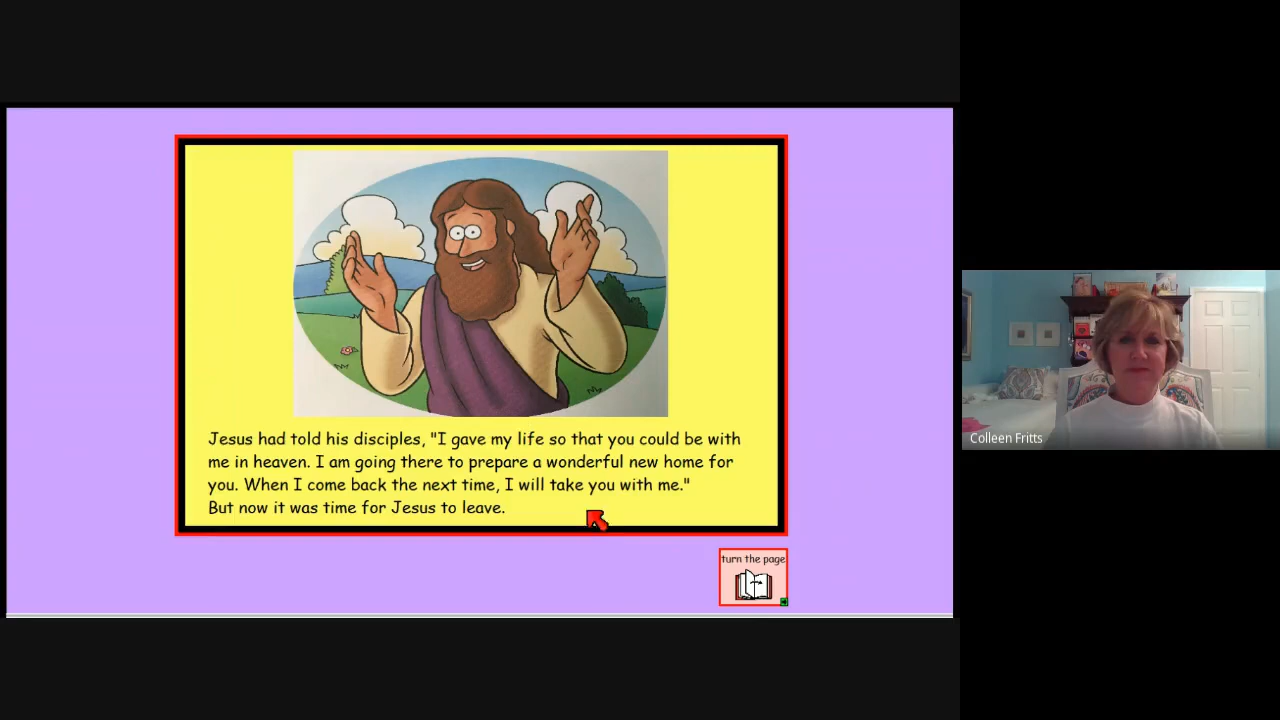 Jesus had told his disciples, "I gave my life so that you could be with
me in heaven. I am going there to prepare a wonderful new home for
you. When I come back the next time, I will take you with me."
But now it was time for Jesus to leave.
turn the page
Colleen Fritts